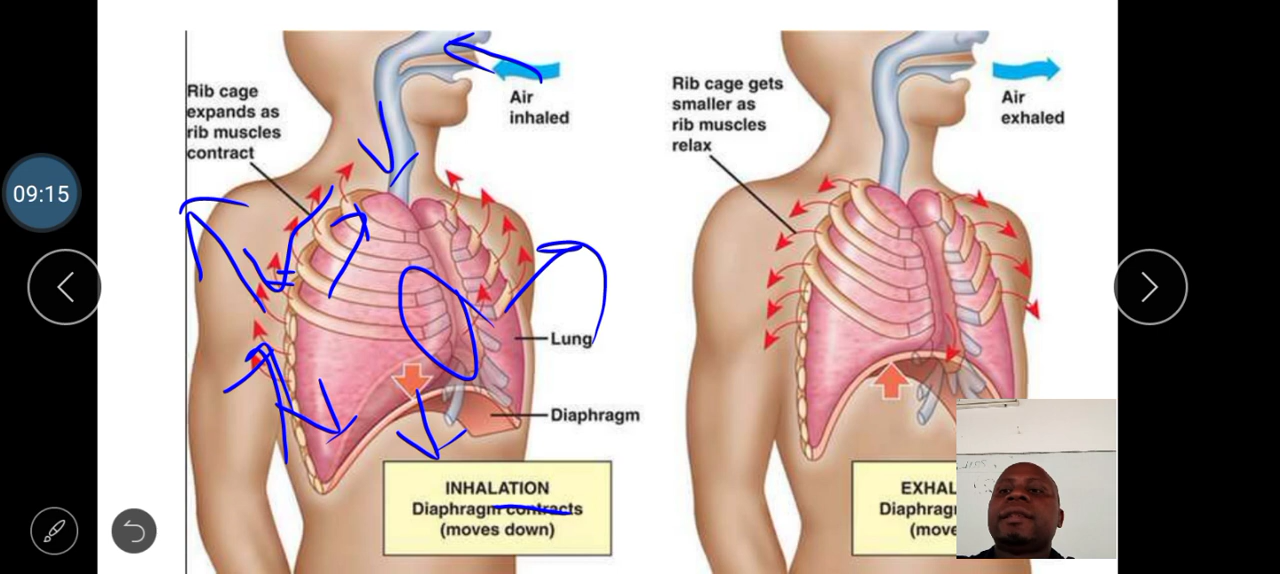 Rib cage
expands as
rib muscles
contract
Air
inhaled
Lung
Diaphragm
INHALATION
Diaphragm contracts
(moves down)
Rib cage gets
smaller as
rib muscles
relax
Air
exhaled
EXHAL
Diaphragm
(move
09:15